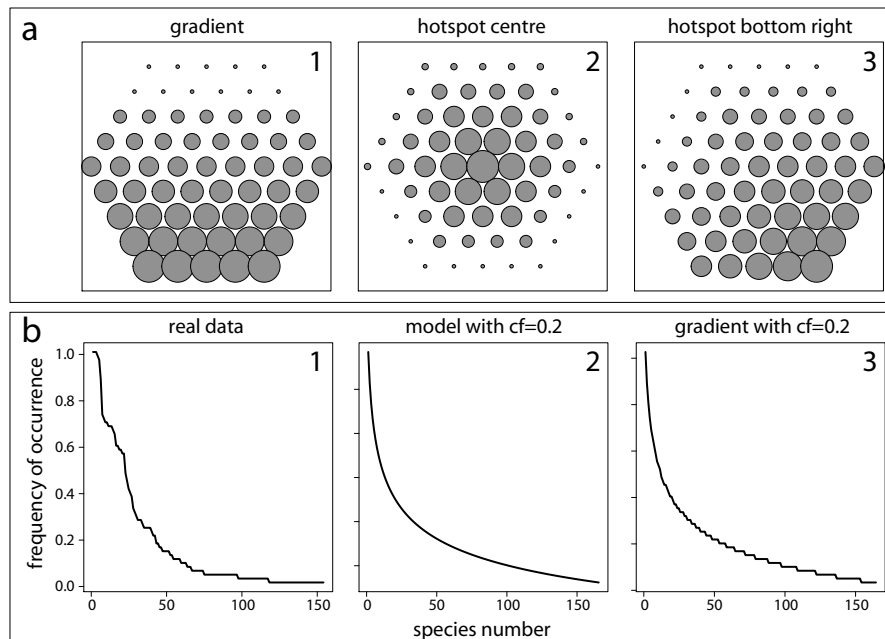 a
gradient
hotspot centre
hotspot bottom right
1
2
3
b
real data
model with cf=0.2
gradient with cf=0.2
1
2
3
frequency of occurrence
1.0
0.8
0.6
0.4
0.2
0.0
0 50 100 150
0 50 100 150
0 50 100 150
species number